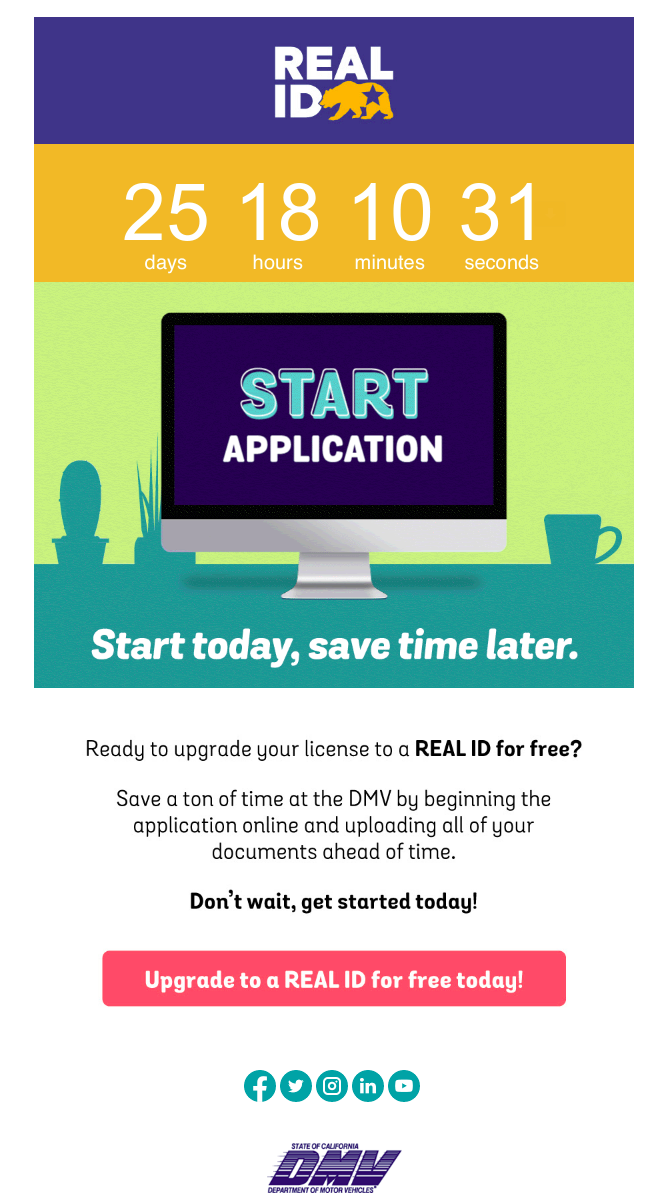 REAL
ID
25 18 10 31
days hours minutes seconds
START
APPLICATION
Start today, save time later.
Ready to upgrade your license to a REAL ID for free?
Save a ton of time at the DMV by beginning the
application online and uploading all of your
documents ahead of time.
Don't wait, get started today!
Upgrade to a REAL ID for free today!
in
STATE OF CALIFORNIA
DMV
DEPARTMENT OF MOTOR VEHICLES